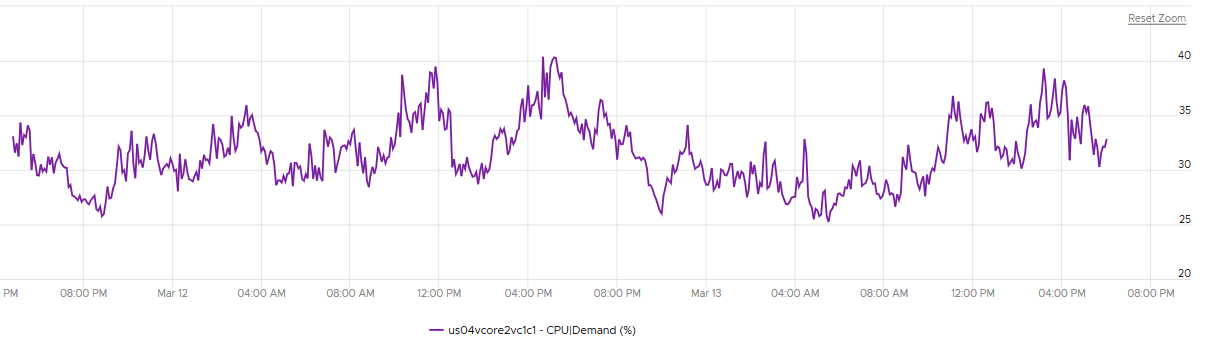 Reset Zoom
40
35
30
25
20
PM 08:00 PM Mar 12 04:00 AM 08:00 AM 12:00 PM 04:00 PM 08:00 PM Mar 13 04:00 AM 08:00 AM 12:00 PM 04:00 PM 08:00 PM
us04vcore2vc1c1 - CPU|Demand (%)